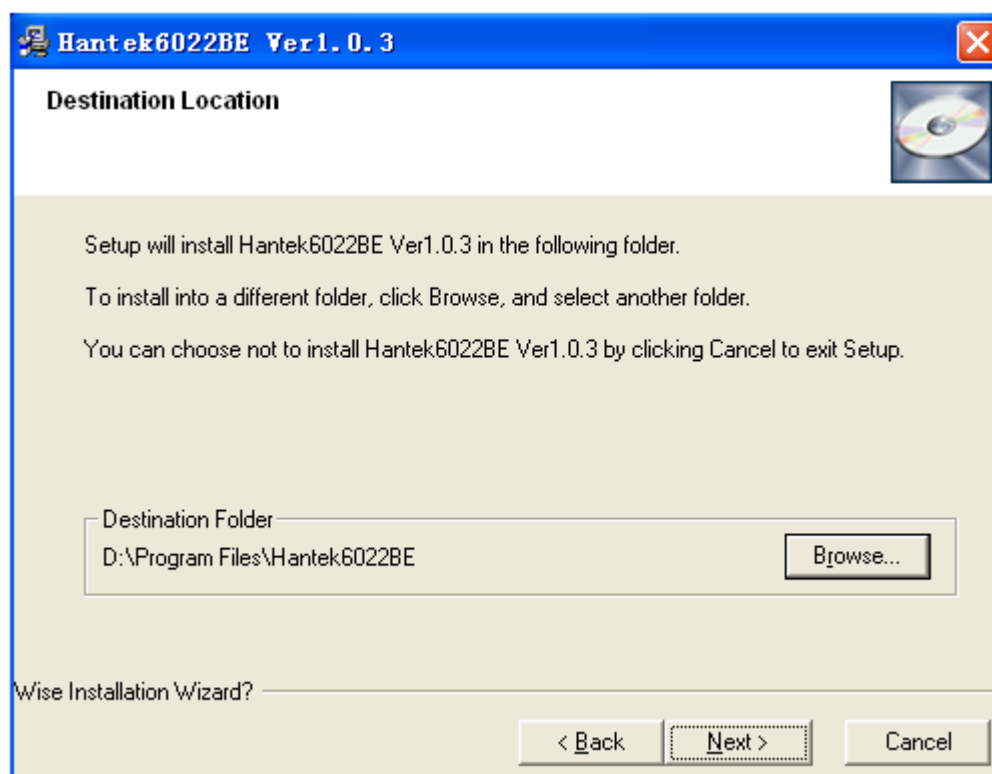 Hantek6022BE Ver1.0.3
Destination Location
Setup will install Hantek6022BE Ver1.0.3 in the following folder.
To install into a different folder, click Browse, and select another folder.
You can choose not to install Hantek6022BE Ver1.0.3 by clicking Cancel to exit Setup.
Destination Folder
D:\Program Files\Hantek6022BE
Browse...
Wise Installation Wizard?
< Back
Next >
Cancel